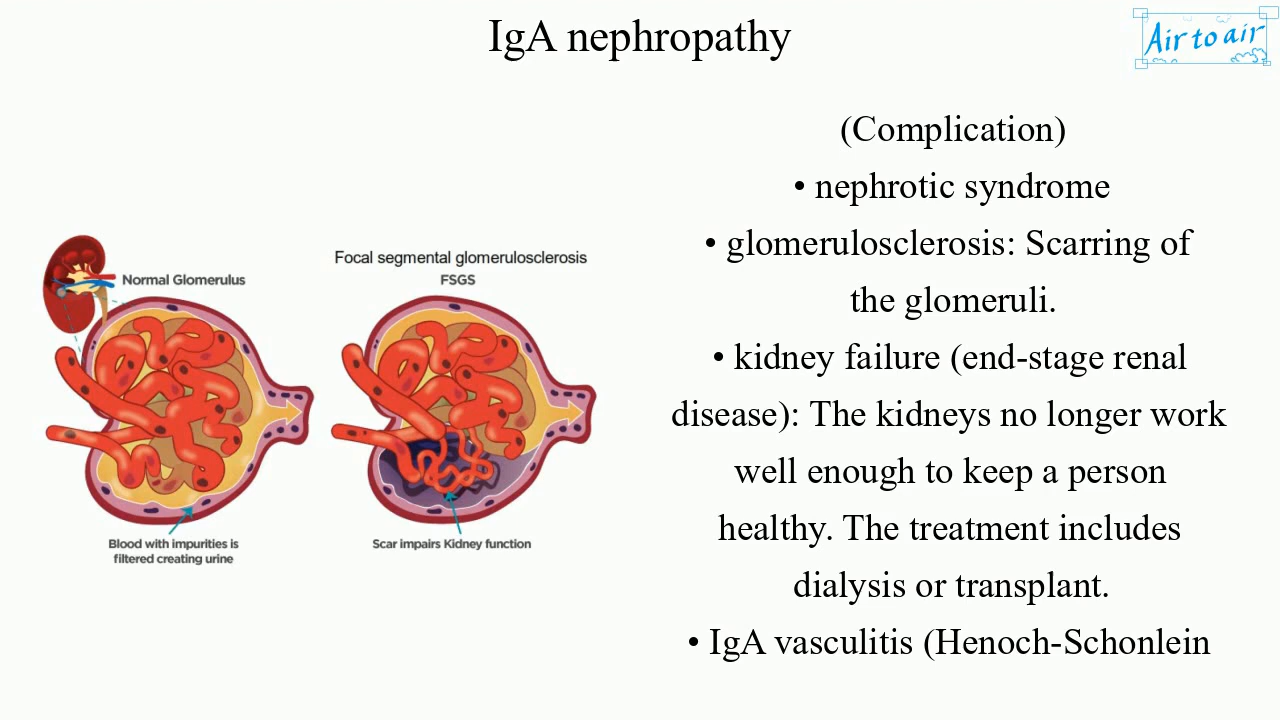 IgA nephropathy
Air to air
(Complication)
• nephrotic syndrome
• glomerulosclerosis: Scarring of
the glomeruli.
• kidney failure (end-stage renal
disease): The kidneys no longer work
well enough to keep a person
healthy. The treatment includes
dialysis or transplant.
• IgA vasculitis (Henoch-Schonlein
Normal Glomerulus
Blood with impurities is
filtered creating urine
Focal segmental glomerulosclerosis
FSGS
Scar impairs Kidney function